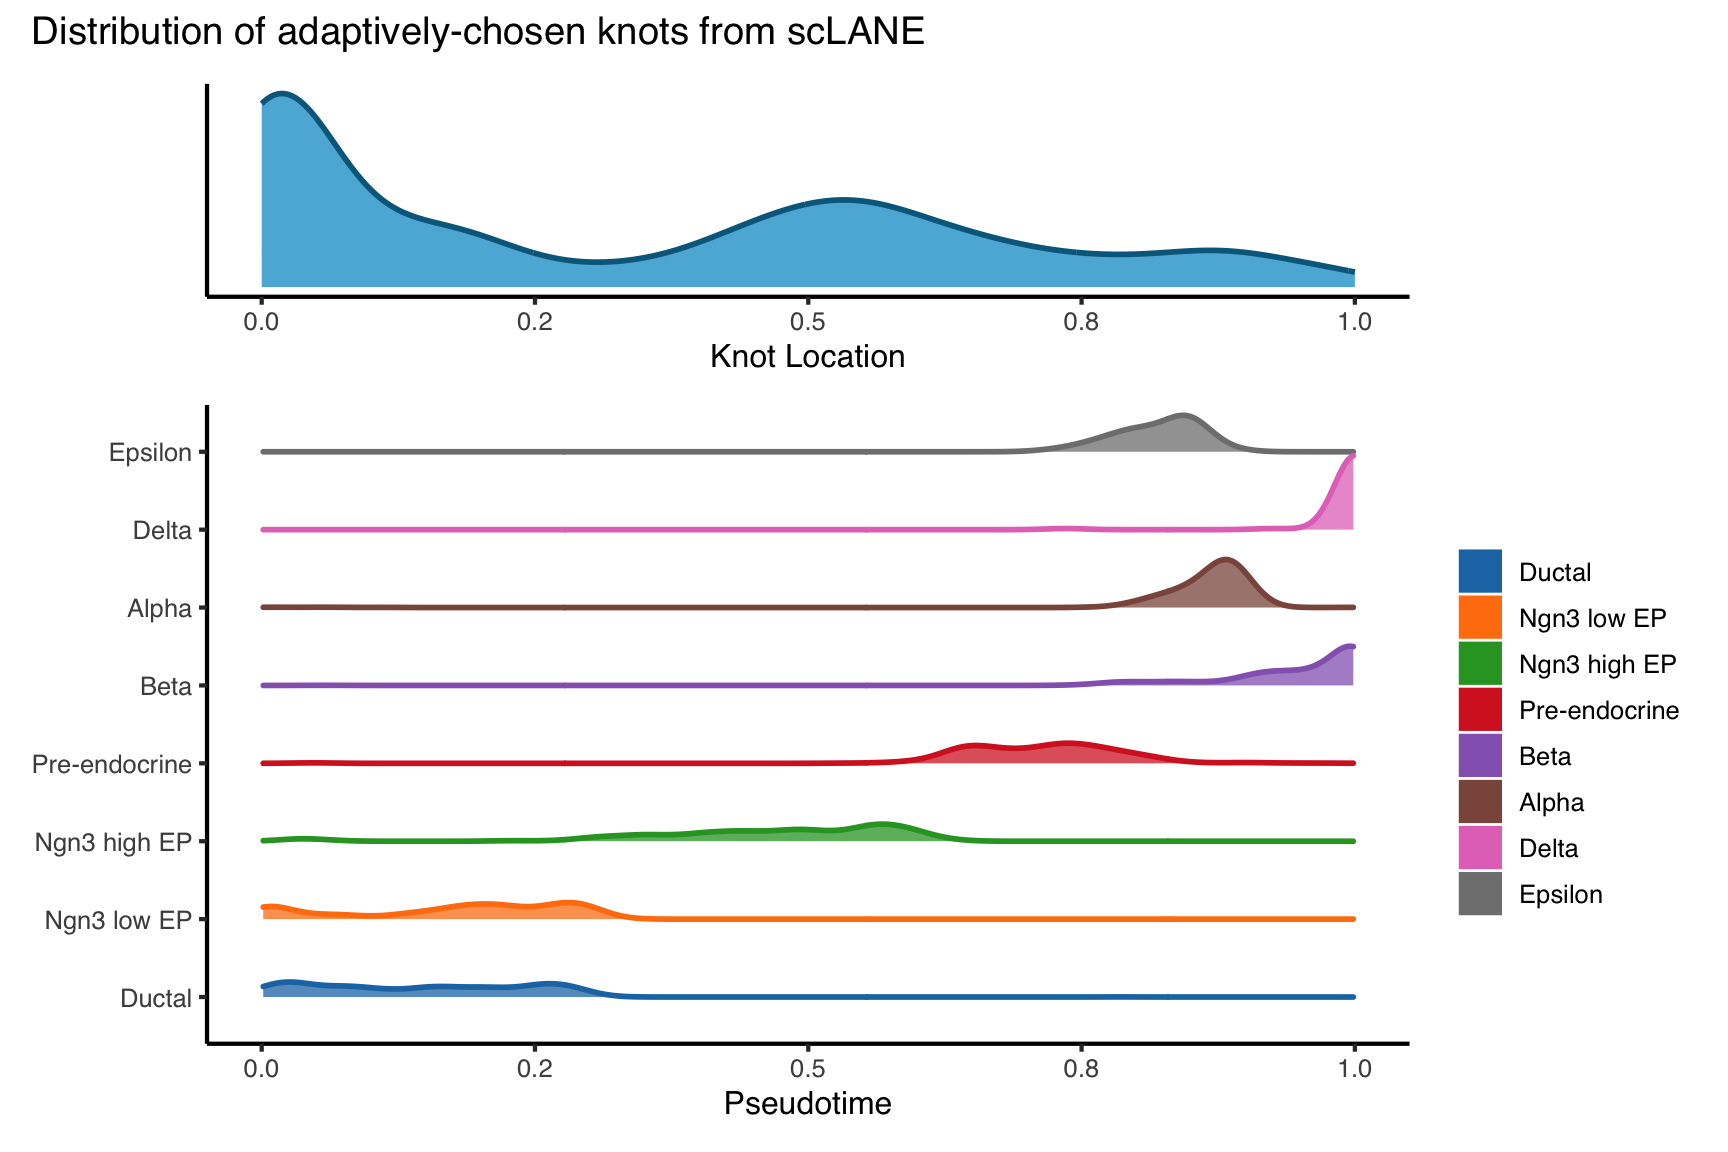 Distribution of adaptively-chosen knots from scLANE
0.0 0.2 0.5 0.8 1.0
Knot Location
Epsilon
Delta
Alpha
Beta
Pre-endocrine
Ngn3 high EP
Ngn3 low EP
Ductal
0.0 0.2 0.5 0.8 1.0
Pseudotime
Ductal
Ngn3 low EP
Ngn3 high EP
Pre-endocrine
Beta
Alpha
Delta
Epsilon